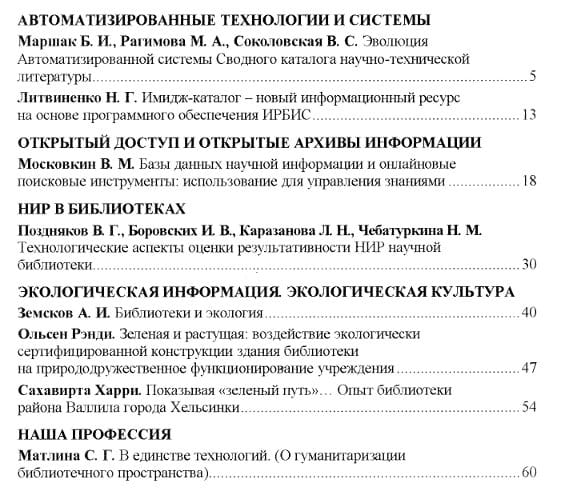 АВТОМАТИЗИРОВАННЫЕ ТЕХНОЛОГИИ И СИСТЕМЫ
Маршак Б. И., Рагимова М. А., Соколовская В. С. Эволюция
Автоматизированной системы Сводного каталога научно-технической
литературы....................5
Литвиненко Н. Г. Имидж-каталог – новый информационный ресурс
на основе программного обеспечения ИРБИС....................13
ОТКРЫТЫЙ ДОСТУП И ОТКРЫТЫЕ АРХИВЫ ИНФОРМАЦИИ
Московкин В. М. Базы данных научной информации и онлайновые
поисковые инструменты: использование для управления знаниями....................18
НИР В БИБЛИОТЕКАХ
Поздняков В. Г., Боровских И. В., Каразанова Л. Н., Чебатуркина Н. М.
Технологические аспекты оценки результативности НИР научной
библиотеки....................30
ЭКОЛОГИЧЕСКАЯ ИНФОРМАЦИЯ. ЭКОЛОГИЧЕСКАЯ КУЛЬТУРА
Земсков А. И. Библиотеки и экология....................40
Ольсен Рэнди. Зеленая и растущая: воздействие экологически
сертифицированной конструкции здания библиотеки
на природодружественное функционирование учреждения....................47
Сахавирта Харри. Показывая «зеленый путь»… Опыт библиотеки
района Валлила города Хельсинки....................54
НАША ПРОФЕССИЯ
Матлина С. Г. В единстве технологий. (О гуманитаризации
библиотечного пространства)....................60